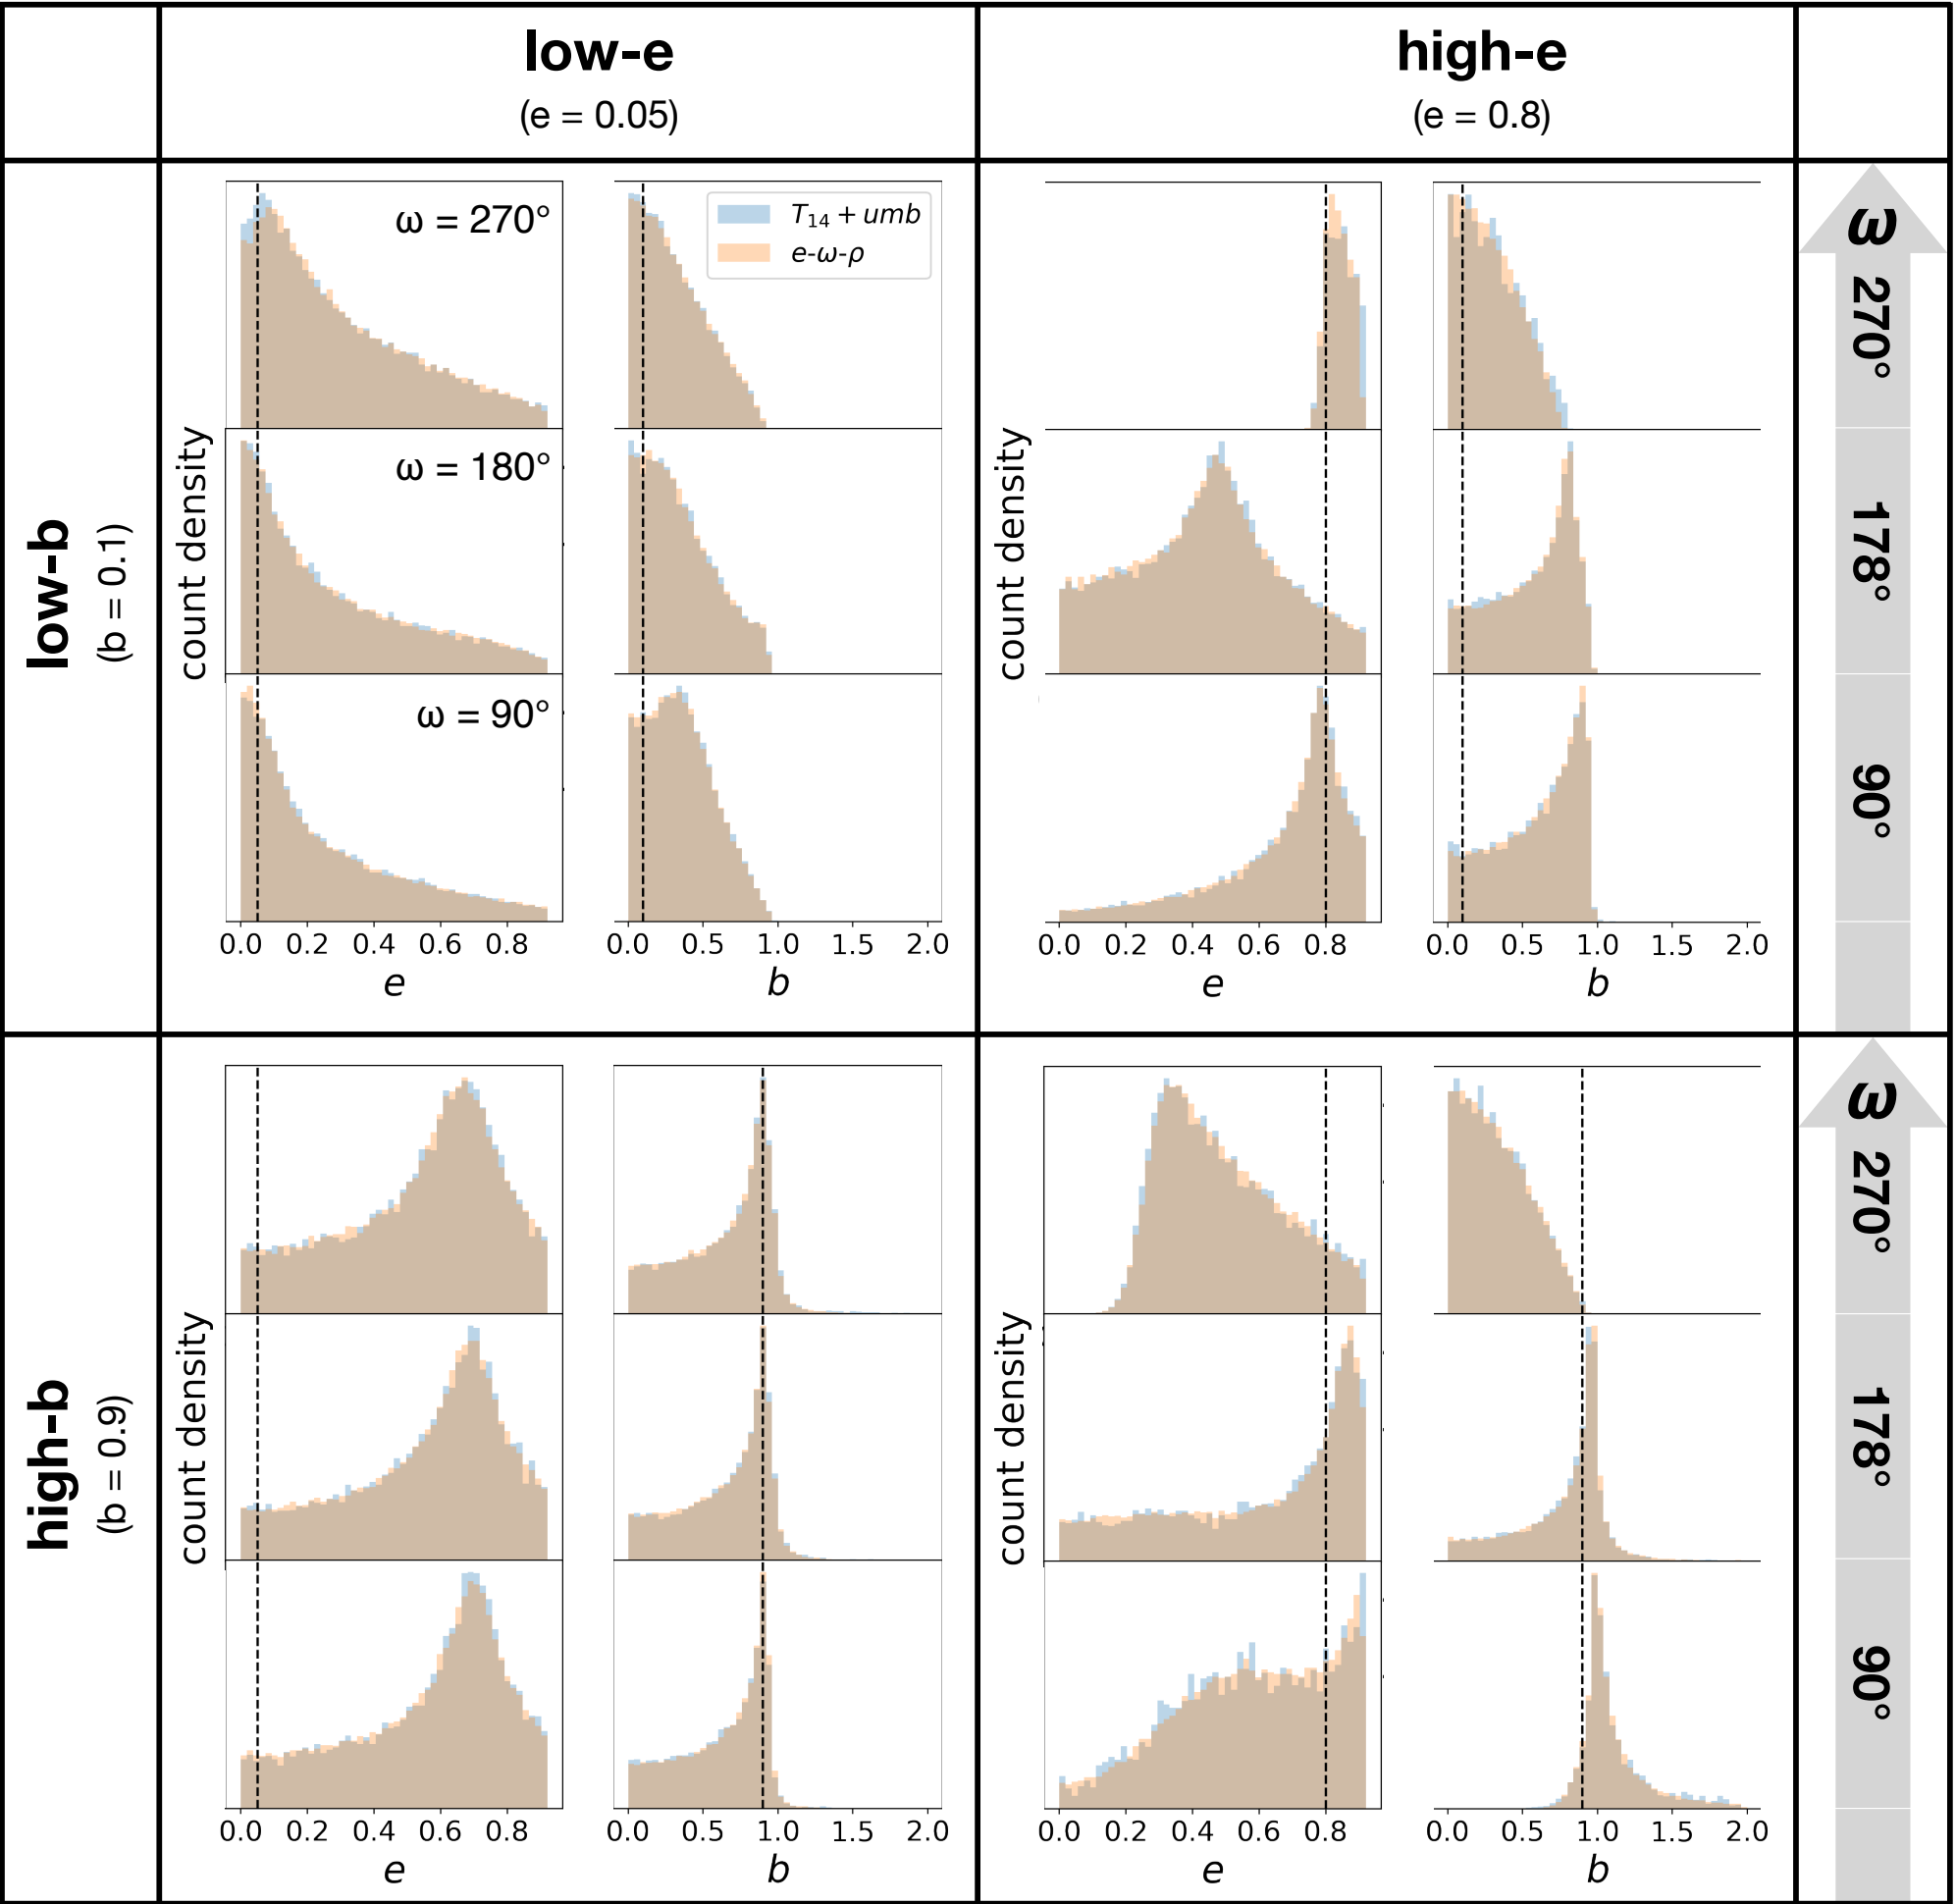 low-e
(e = 0.05)
high-e
(e = 0.8)
low-b
(b = 0.1)
count density
ω = 270°
ω = 180°
ω = 90°
T14 + umb
e-ω-ρ
0.0 0.2 0.4 0.6 0.8
e
0.0 0.5 1.0 1.5 2.0
b
count density
0.0 0.2 0.4 0.6 0.8
e
0.0 0.5 1.0 1.5 2.0
b
ω
270°
178°
90°
high-b
(b = 0.9)
count density
0.0 0.2 0.4 0.6 0.8
e
0.0 0.5 1.0 1.5 2.0
b
count density
0.0 0.2 0.4 0.6 0.8
e
0.0 0.5 1.0 1.5 2.0
b
ω
270°
178°
90°